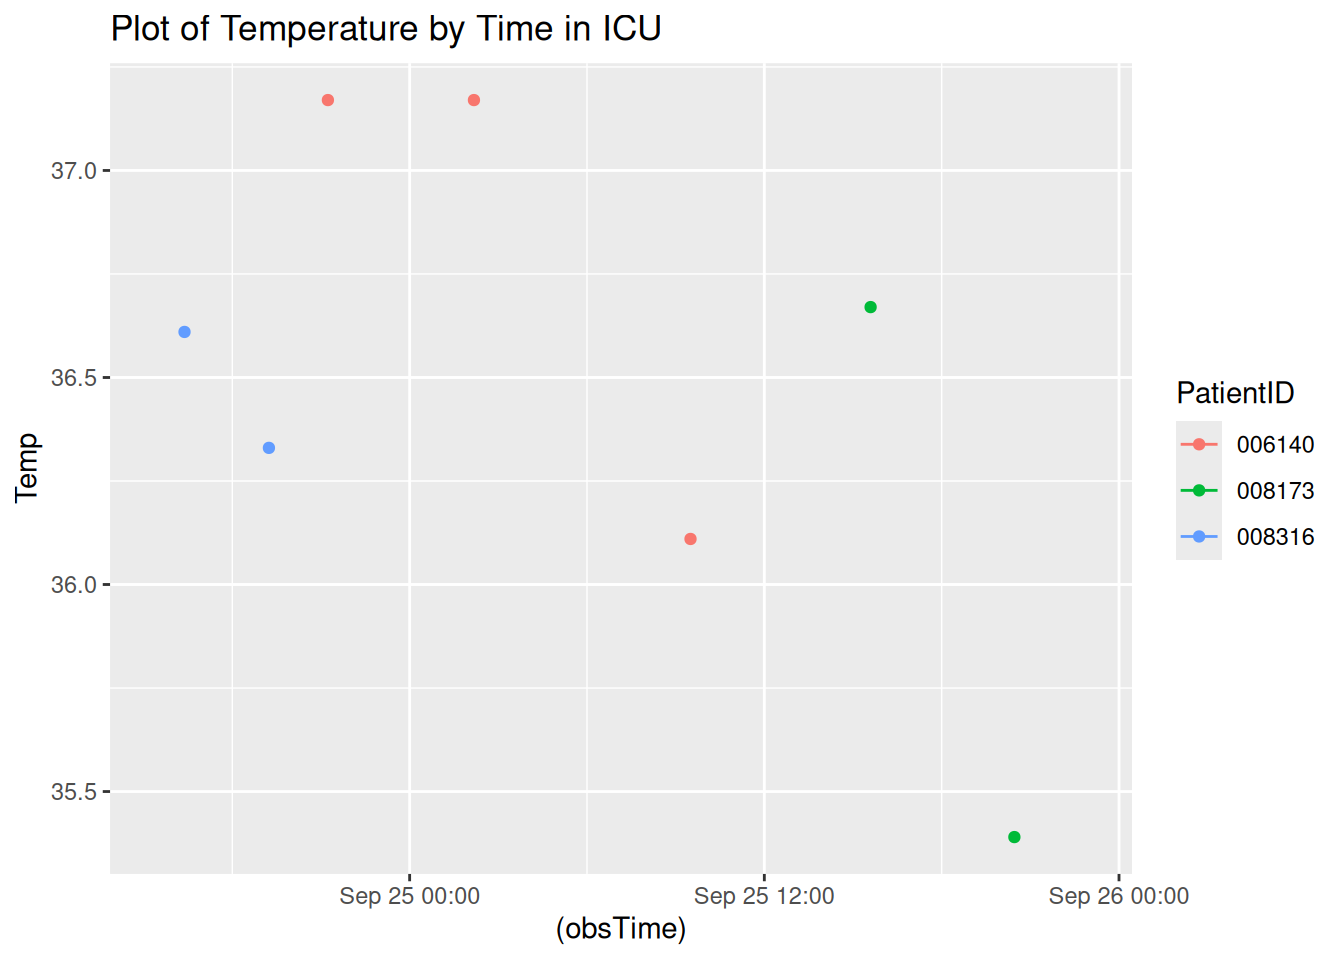 Plot of Temperature by Time in ICU
Temp
37.0
36.5
36.0
35.5
Sep 25 00:00
Sep 25 12:00
Sep 26 00:00
(obsTime)
PatientID
006140
008173
008316